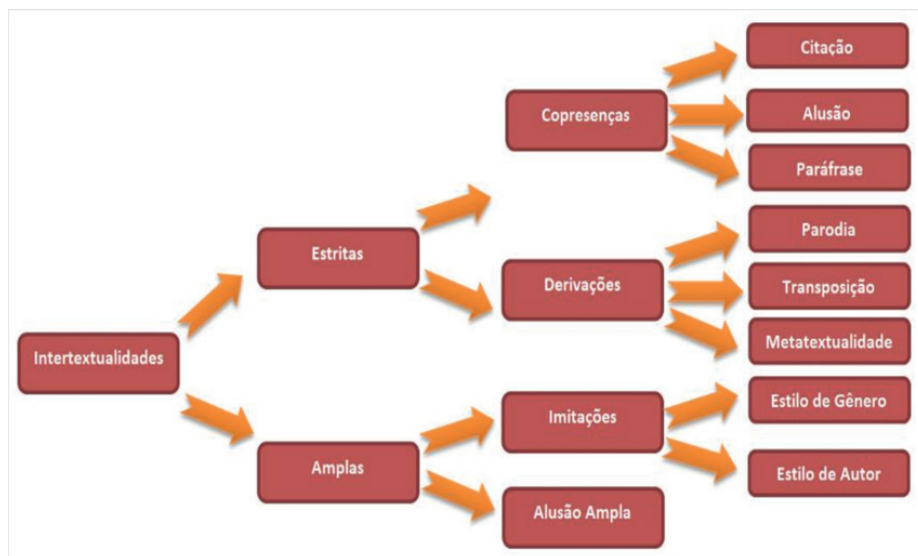 Citação
Copresenças
Alusão
Paráfrase
Estritas
Parodia
Derivações
Transposição
Intertextualidades
Metatextualidade
Imitações
Estilo de Gênero
Amplas
Estilo de Autor
Alusão Ampla